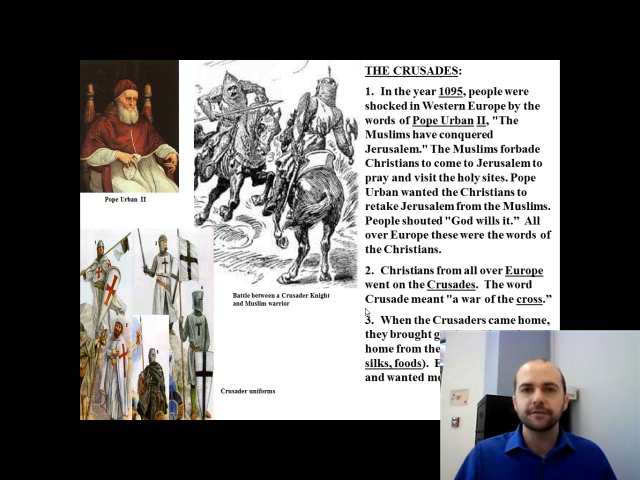 THE CRUSADES:
1. In the year 1095, people were
shocked in Western Europe by the
words of Pope Urban II, "The
Muslims have conquered
Jerusalem." The Muslims forbade
Christians to come to Jerusalem to
pray and visit the holy sites. Pope
Urban wanted the Christians to
retake Jerusalem from the Muslims.
People shouted "God wills it." All
over Europe these were the words of
the Christians.
2. Christians from all over Europe
went on the Crusades. The word
Crusade meant "a war of the cross."
3. When the Crusaders came home,
they brought
home from the
silks, foods).
and wanted
Pope Urban II
Battle between a Crusader Knight
and Muslim warrior
Crusader uniforms